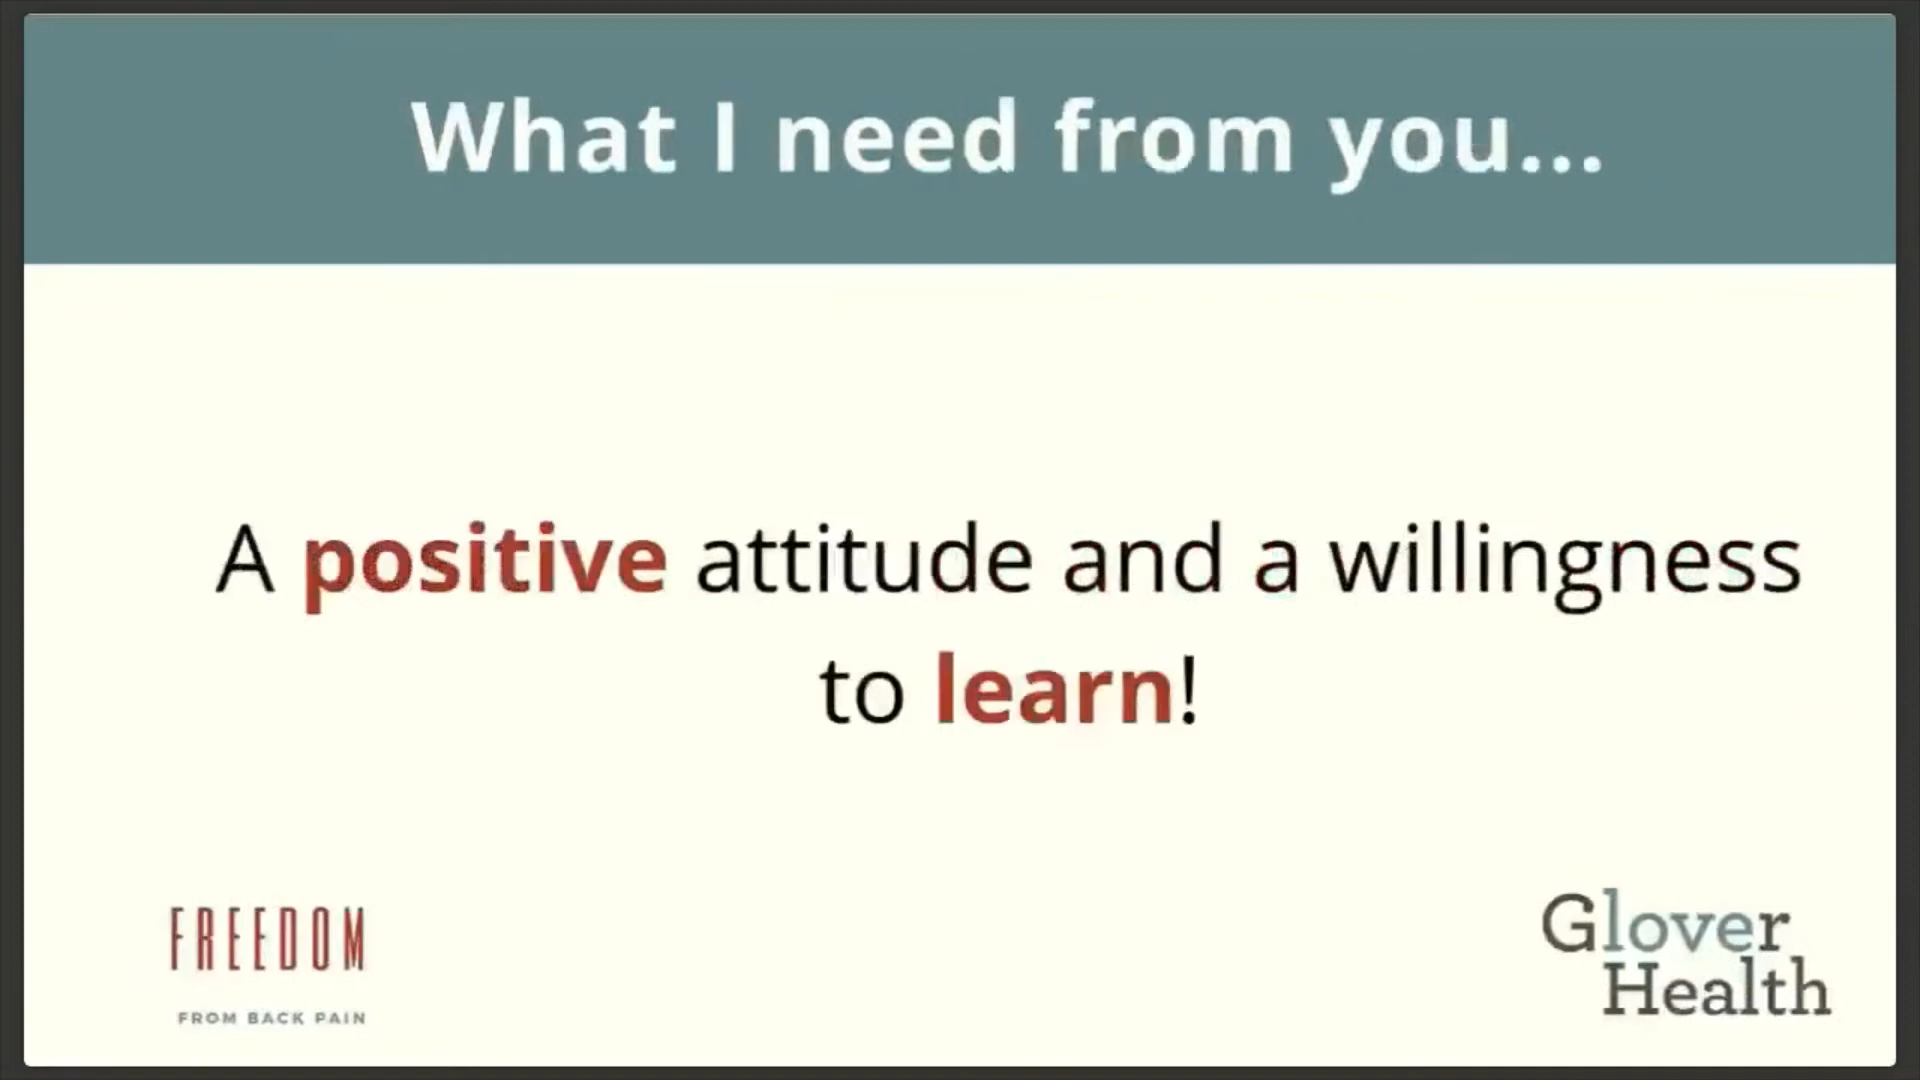 What I need from you...
A positive attitude and a willingness
to learn!
FREEDOM
FROM BACK PAIN
Glover
Health